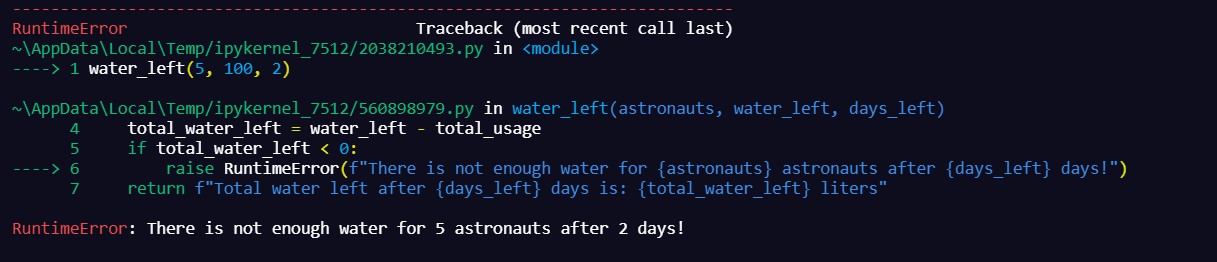 ---------------------------------------------------------------------------
RuntimeError                              Traceback (most recent call last)
~\AppData\Local\Temp/ipykernel_7512/2038210493.py in <module>
----> 1 water_left(5, 100, 2)
~\AppData\Local\Temp/ipykernel_7512/560898979.py in water_left(astronauts, water_left, days_left)
      4     total_water_left = water_left - total_usage
      5     if total_water_left < 0:
----> 6         raise RuntimeError(f"There is not enough water for {astronauts} astronauts after {days_left} days!")
      7     return f"Total water left after {days_left} days is: {total_water_left} liters"
RuntimeError: There is not enough water for 5 astronauts after 2 days!